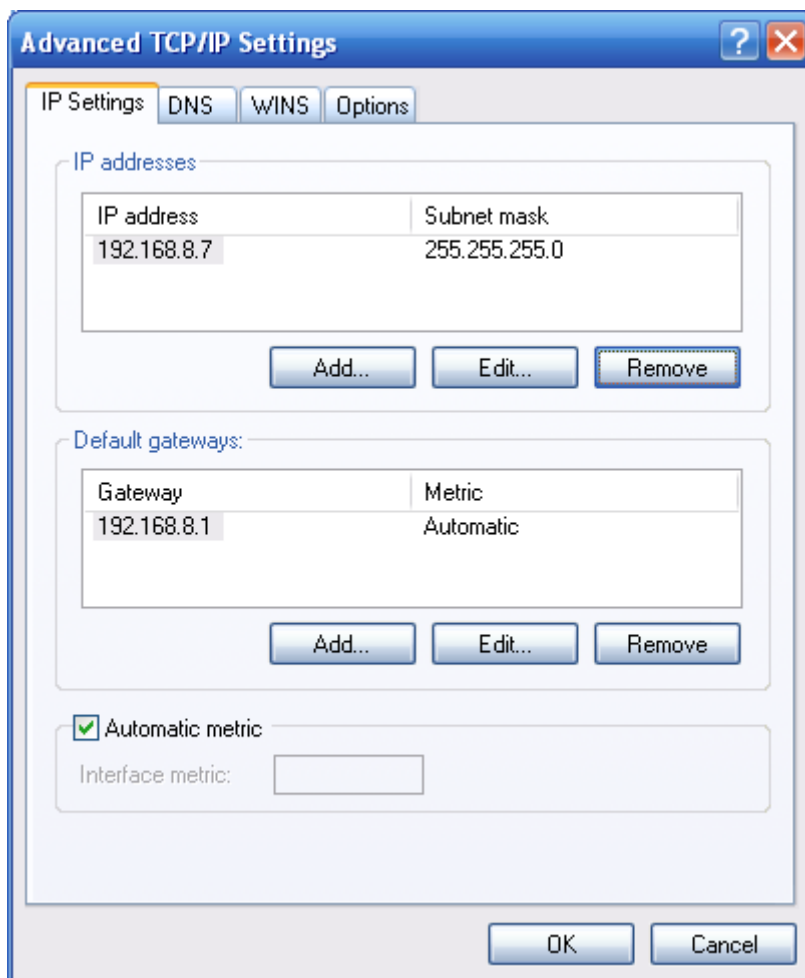 Advanced TCP/IP Settings
IP Settings DNS WINS Options
IP addresses
IP address Subnet mask
192.168.8.7 255.255.255.0
Add... Edit... Remove
Default gateways:
Gateway Metric
192.168.8.1 Automatic
Add... Edit... Remove
Automatic metric
Interface metric:
OK Cancel